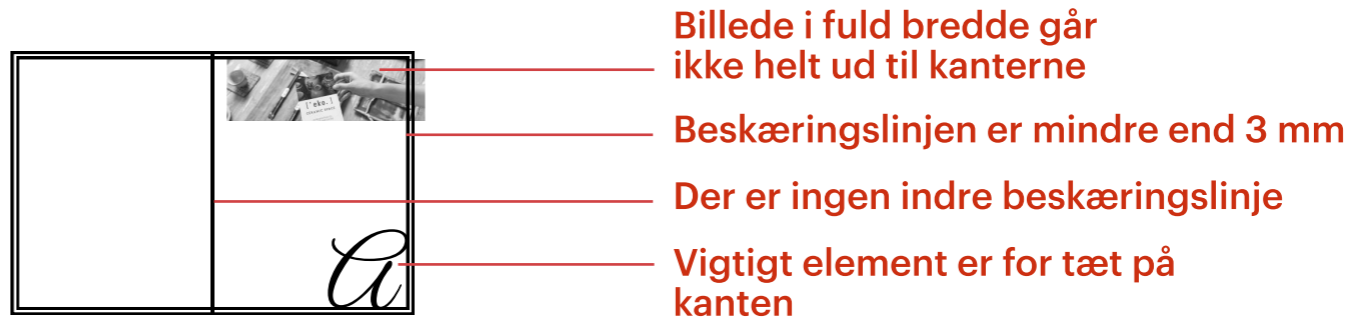 Billede i fuld bredde går
ikke helt ud til kanterne
['eko.]
Beskæringslinjen er mindre end 3 mm
Der er ingen indre beskæringslinje
a
Vigtigt element er for tæt på
kanten